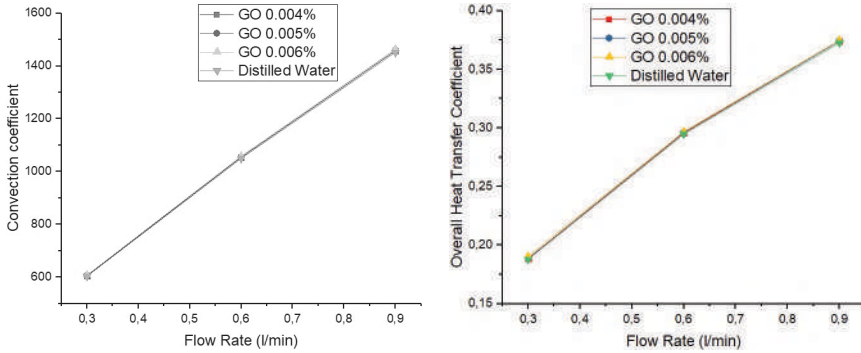 GO 0.004%
GO 0.005%
GO 0.006%
Distilled Water
1600
1400
1200
1000
800
600
Convection coefficient
0,3
0,4
0,5
0,6
0,7
0,8
0,9
Flow Rate (l/min)
GO 0.004%
GO 0.005%
GO 0.006%
Distilled Water
0,40
0,35
0,30
0,25
0,20
0,15
Overall Heat Transfer Coefficient
0,3
0,4
0,5
0,6
0,7
0,8
0,9
Flow Rate (l/min)